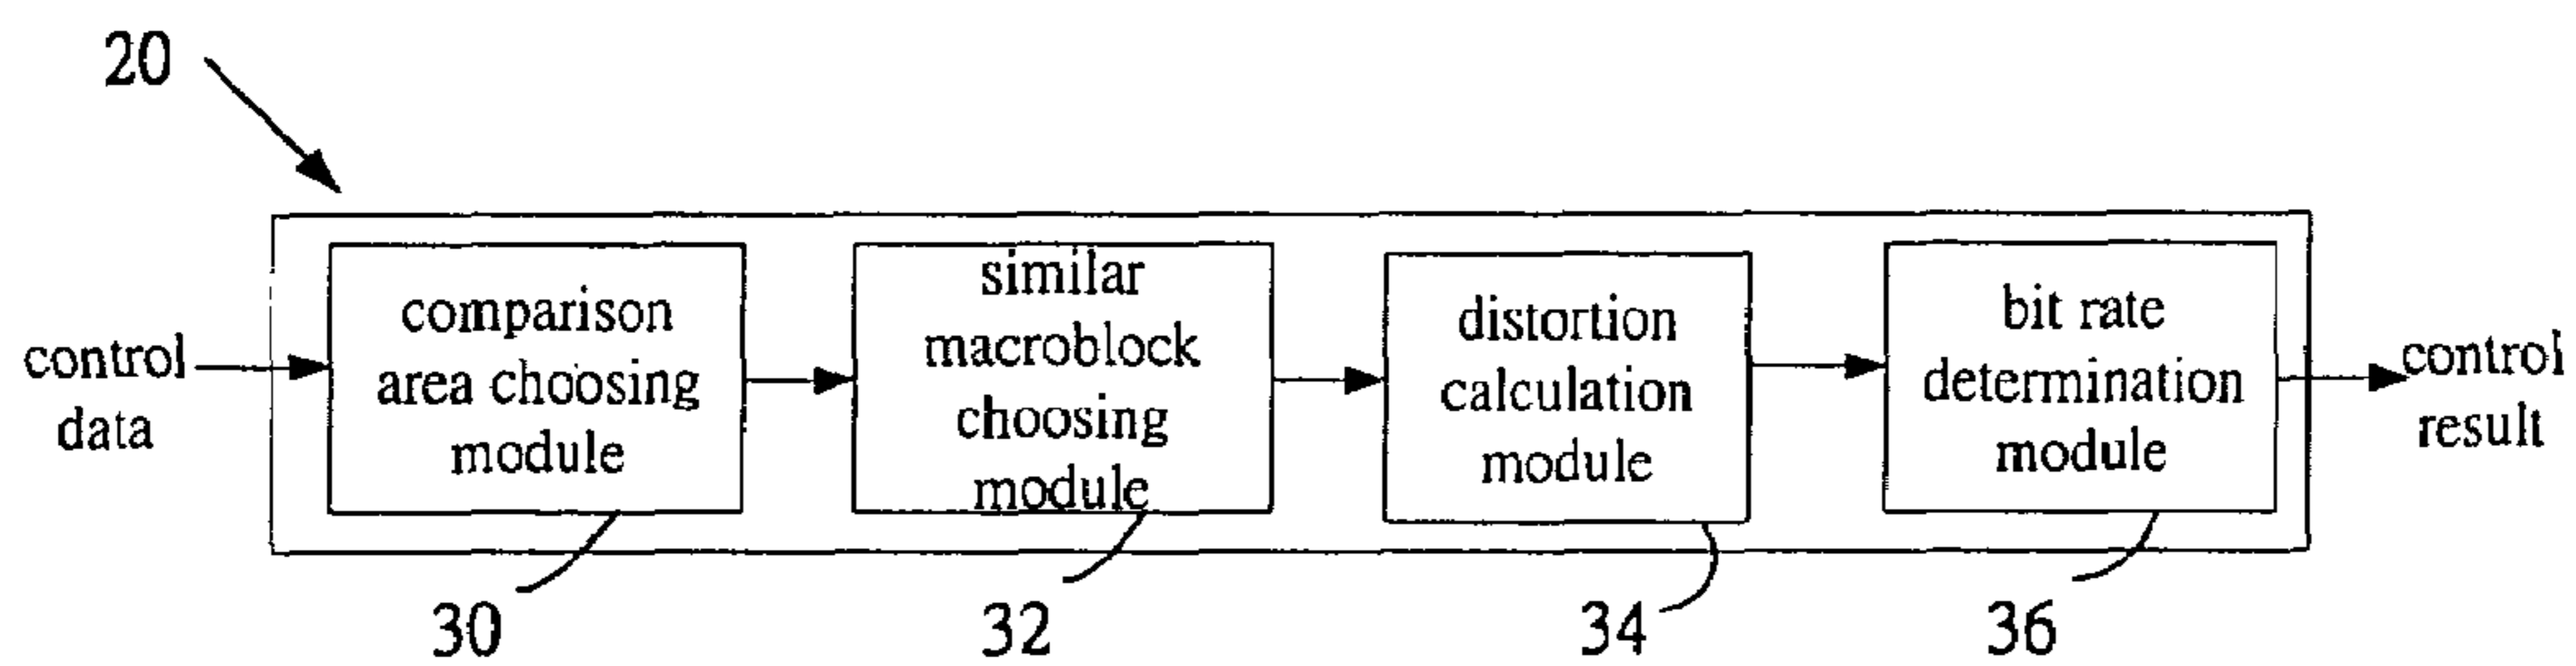 20
control
data
comparison
area choosing
module
similar
macroblock
choosing
module
distortion
calculation
module
bit rate
determination
module
control
result
30
32
34
36